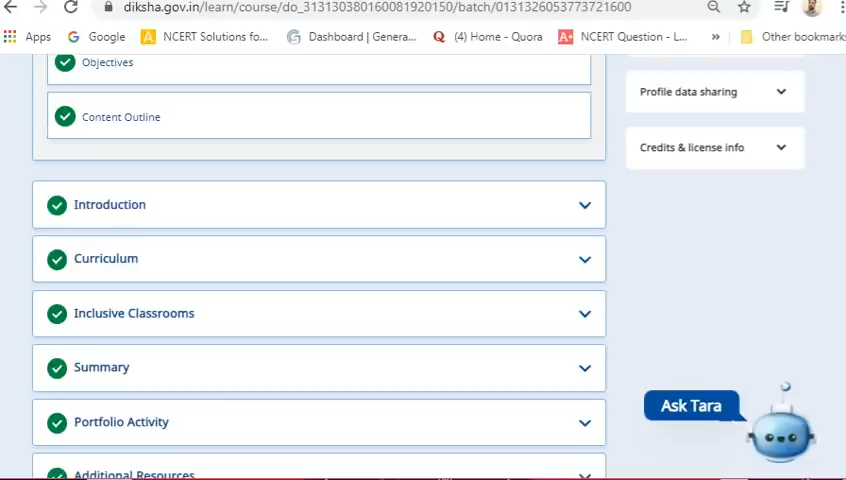 diksha.gov.in/learn/course/do_313130380160081920150/batch/0131326053773721600
Apps
Google
NCERT Solutions fo...
Dashboard | Genera...
(4) Home - Quora
NCERT Question - L...
»
Other bookmarks
Objectives
Profile data sharing
Content Outline
Credits & license info
Introduction
Curriculum
Inclusive Classrooms
Summary
Ask Tara
Portfolio Activity
Additional Resources